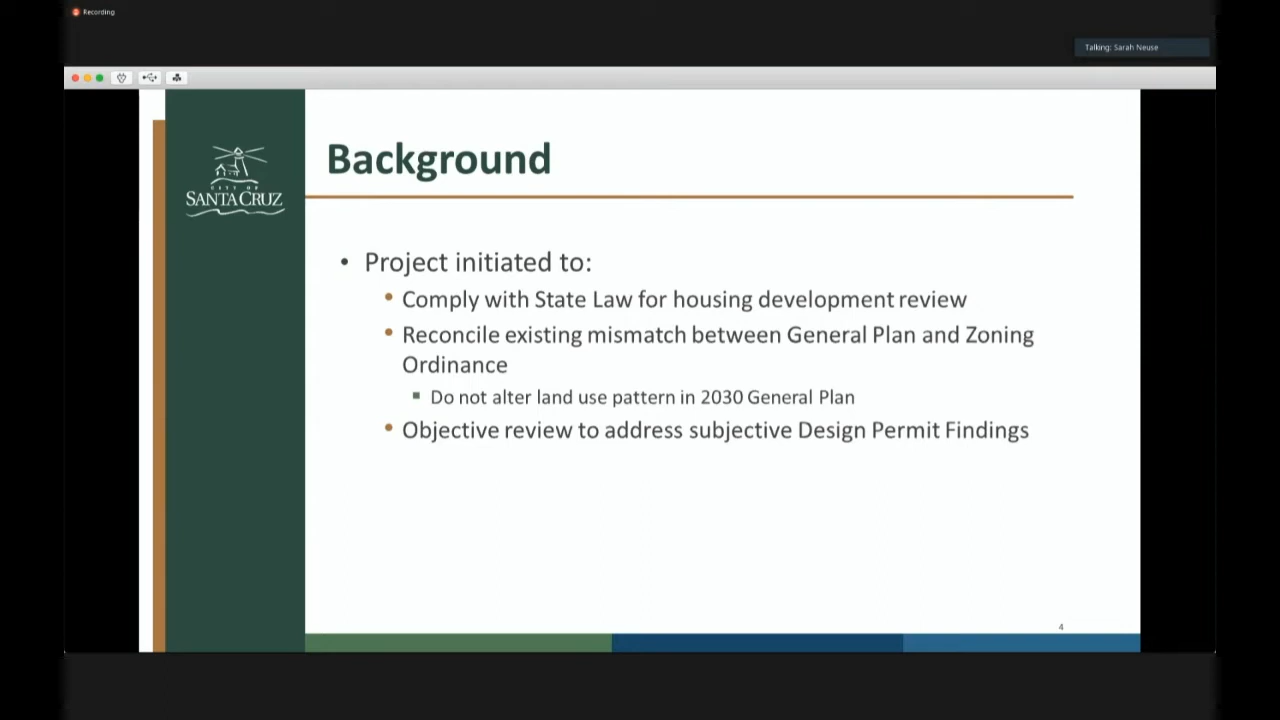 Recording
Talking: Sarah Neuse
CITY OF
SANTA CRUZ
Background
• Project initiated to:
• Comply with State Law for housing development review
• Reconcile existing mismatch between General Plan and Zoning
Ordinance
▪ Do not alter land use pattern in 2030 General Plan
• Objective review to address subjective Design Permit Findings
4